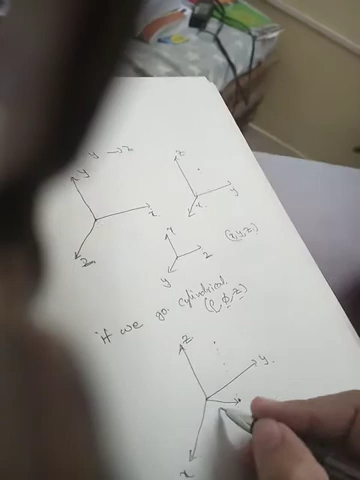 y → z
y
z
x
y
x
z
x
z
y
(x, y, z)
if we go cylindrical
(ρ, φ, z)
z
y
x